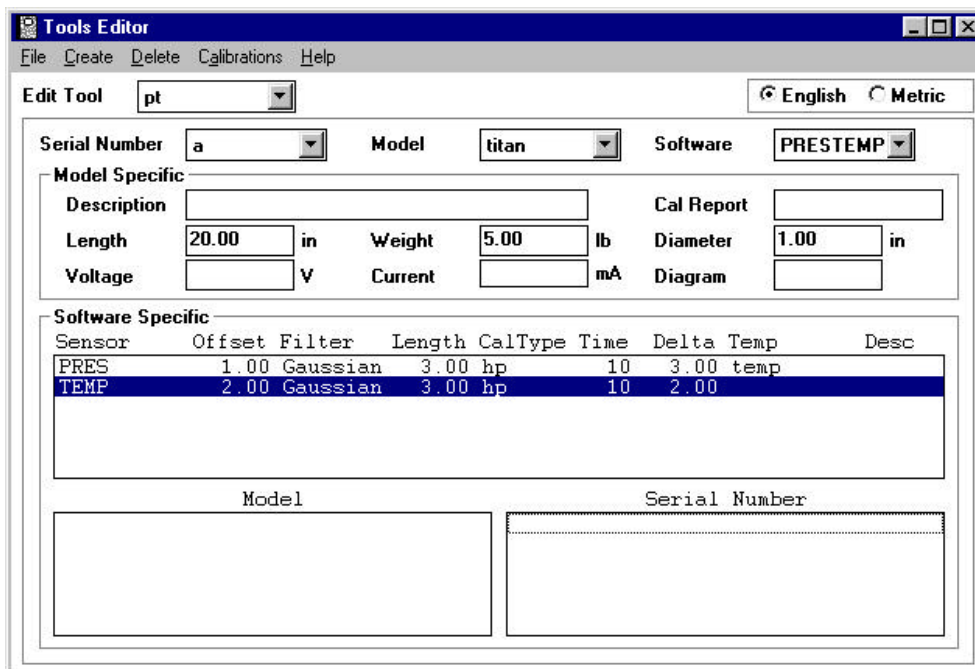 Tools Editor
File Create Delete Calibrations Help
Edit Tool pt English Metric
Serial Number a Model titan Software PRESTEMP
Model Specific
Description Cal Report
Length 20.00 in Weight 5.00 lb Diameter 1.00 in
Voltage V Current mA Diagram
Software Specific
Sensor Offset Filter Length CalType Time Delta Temp Desc
PRES 1.00 Gaussian 3.00 hp 10 3.00 temp
TEMP 2.00 Gaussian 3.00 hp 10 2.00
Model Serial Number